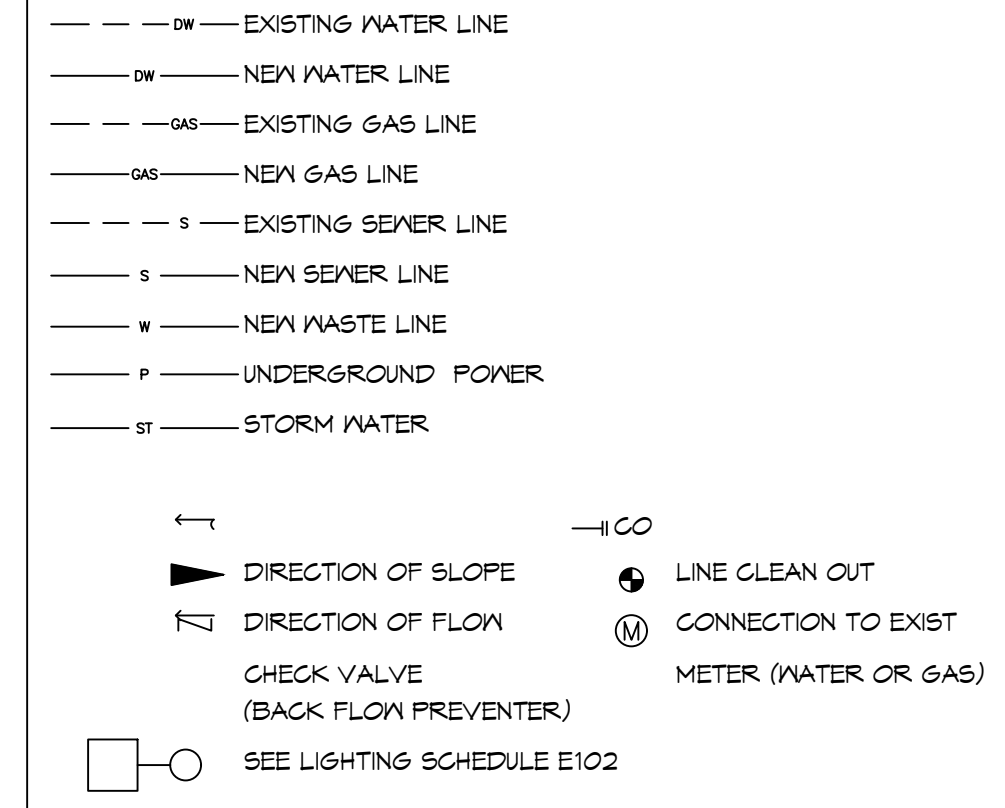 DW EXISTING WATER LINE
DW NEW WATER LINE
GAS EXISTING GAS LINE
GAS NEW GAS LINE
S EXISTING SEWER LINE
S NEW SEWER LINE
W NEW WASTE LINE
P UNDERGROUND POWER
ST STORM WATER
CO
DIRECTION OF SLOPE
LINE CLEAN OUT
DIRECTION OF FLOW
M CONNECTION TO EXIST
CHECK VALVE
METER (WATER OR GAS)
(BACK FLOW PREVENTER)
SEE LIGHTING SCHEDULE E102